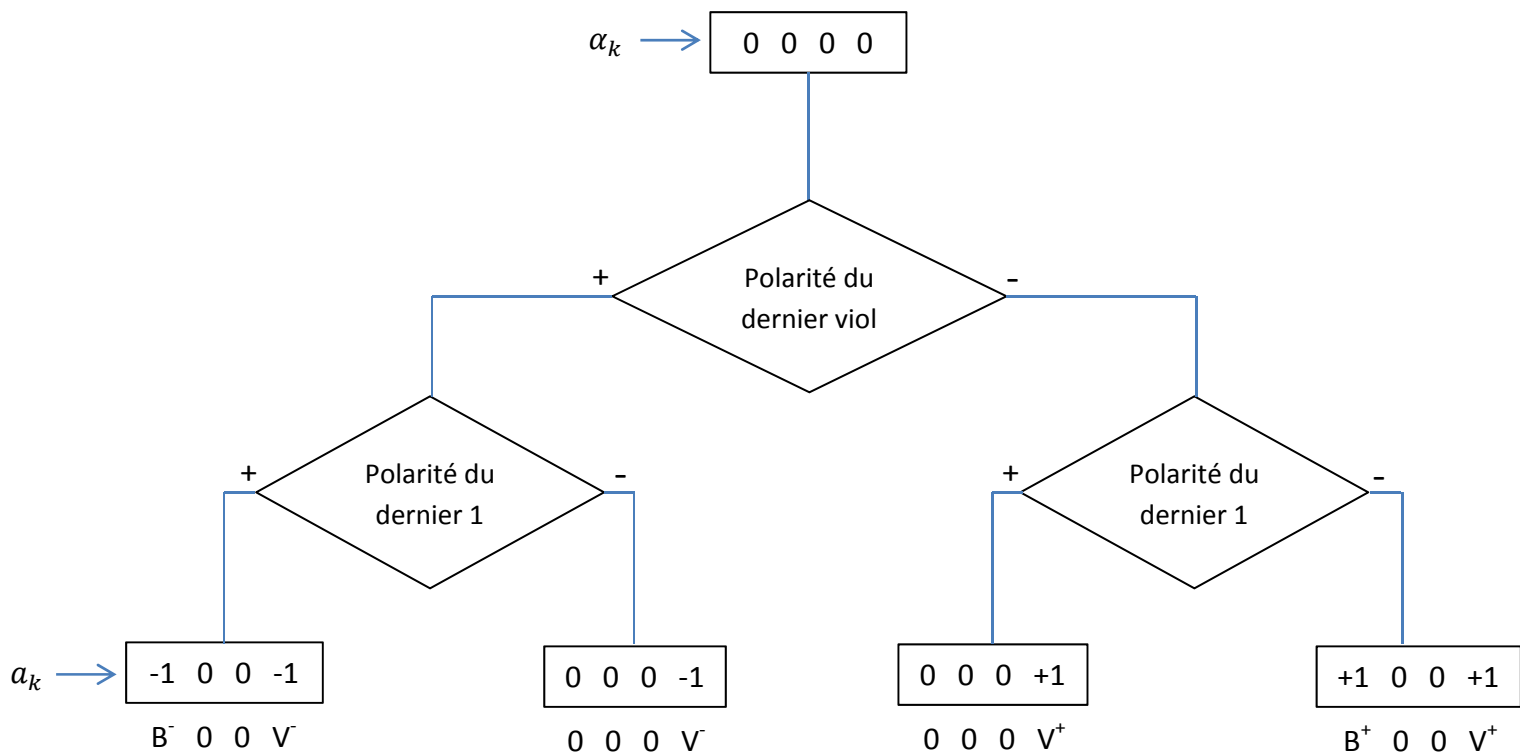 αₖ
0 0 0 0
+
Polarité du
dernier viol
-
+
Polarité du
dernier 1
-
+
Polarité du
dernier 1
-
aₖ
-1 0 0 -1
0 0 0 -1
0 0 0 +1
+1 0 0 +1
B⁻ 0 0 V⁻
0 0 0 V⁻
0 0 0 V⁺
B⁺ 0 0 V⁺